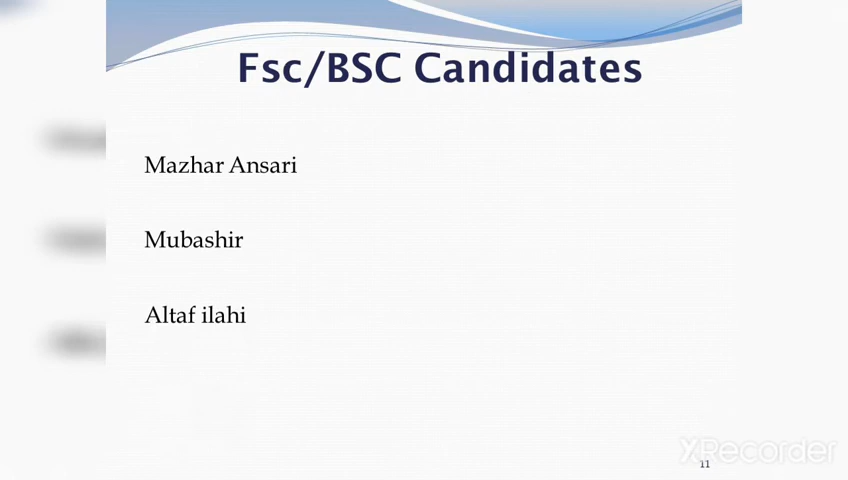 Fsc/BSC Candidates
Mazhar Ansari
Mubashir
Altaf ilahi
11
XRecorder